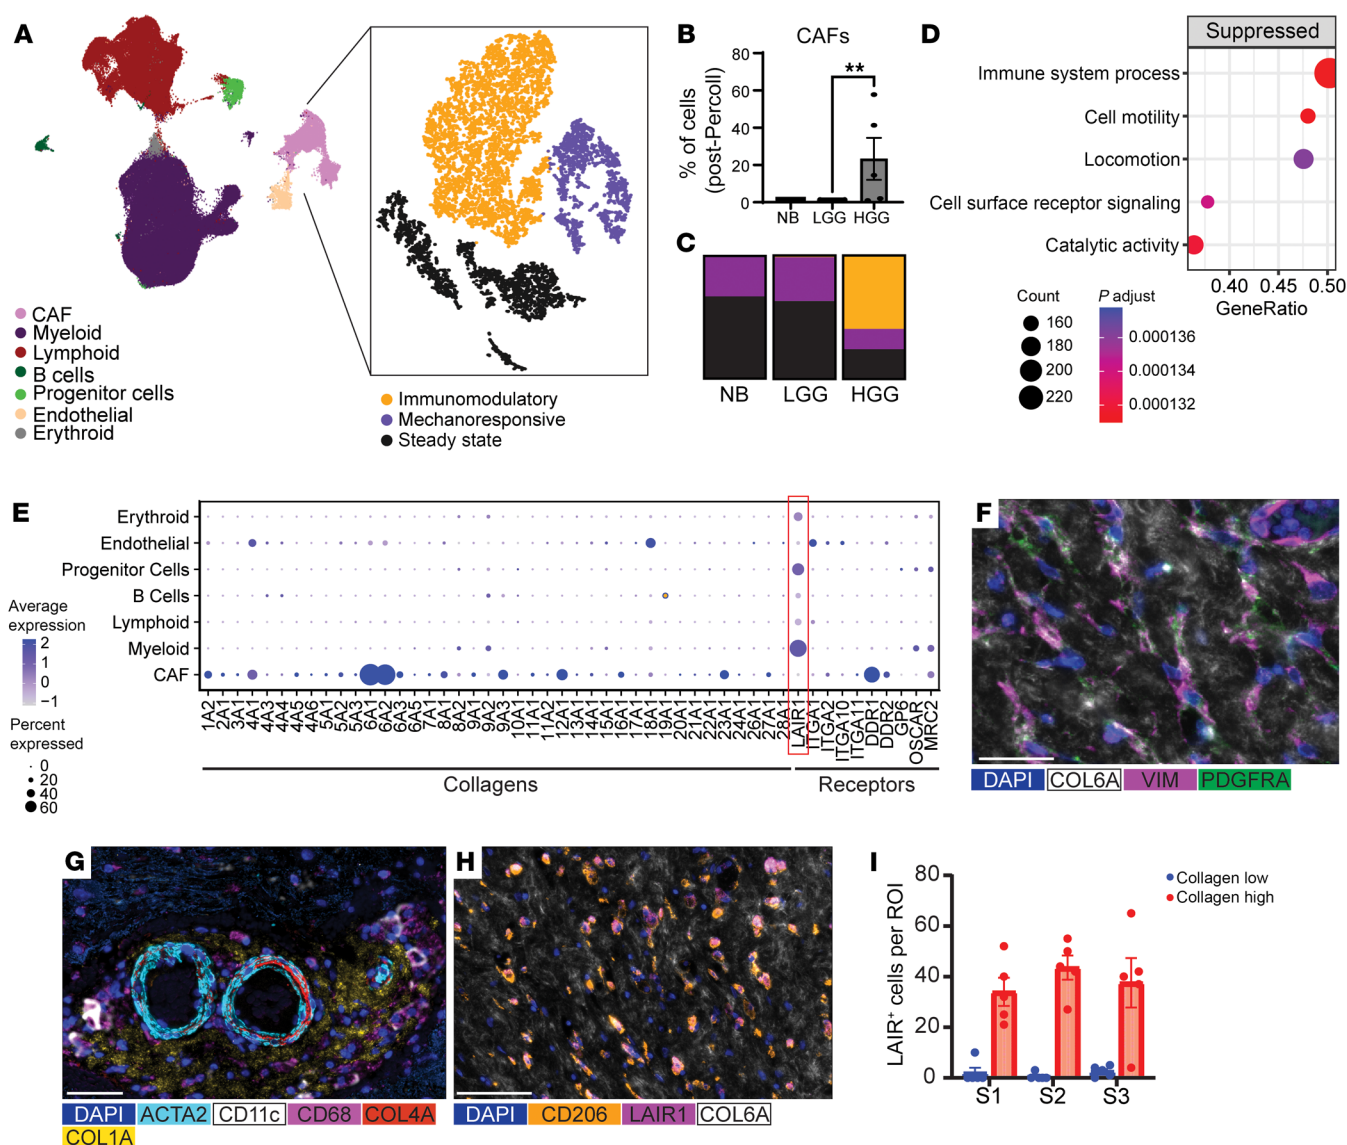 A
CAF
Myeloid
Lymphoid
B cells
Progenitor cells
Endothelial
Erythroid
Immunomodulatory
Mechanoresponsive
Steady state
B
CAFs
% of cells
(post-Percoll)
80
60
40
20
0
**
NB LGG HGG
C
NB LGG HGG
D
Suppressed
Immune system process
Cell motility
Locomotion
Cell surface receptor signaling
Catalytic activity
0.40 0.45 0.50
GeneRatio
Count
160
180
200
220
P adjust
0.000136
0.000134
0.000132
E
Erythroid
Endothelial
Progenitor Cells
B Cells
Lymphoid
Myeloid
CAF
Average
expression
2
1
0
−1
Percent
expressed
0
20
40
60
1A2 2A1 3A1 4A1 4A3 4A4 4A5 4A6 5A1 5A2 5A3 6A1 6A2 6A3 6A5 7A1 8A1 8A2 9A1 9A2 9A3 10A1 11A1 11A2 12A1 13A1 14A1 15A1 16A1 17A1 18A1 19A1 20A1 21A1 22A1 23A1 24A1 26A1 27A1 28A1 LAIR1 ITGA1 ITGA2 ITGA10 ITGA11 DDR1 DDR2 GP6 OSCAR MRC2
Collagens
Receptors
F
DAPI COL6A VIM PDGFRA
G
DAPI ACTA2 CD11c CD68 COL4A
COL1A
H
DAPI CD206 LAIR1 COL6A
I
LAIR+ cells per ROI
80
60
40
20
0
S1 S2 S3
Collagen low
Collagen high